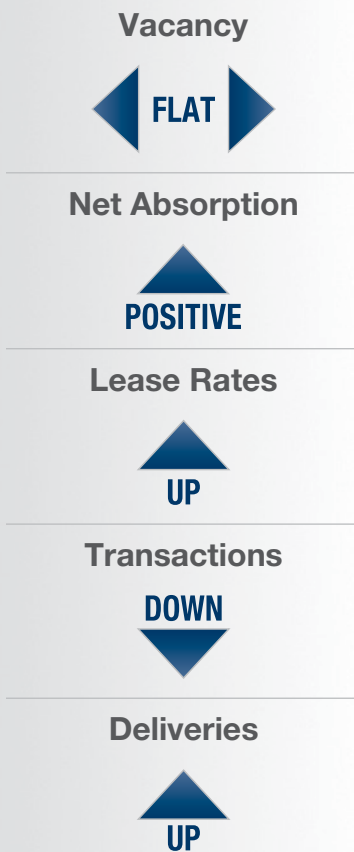 Vacancy
FLAT
Net Absorption
POSITIVE
Lease Rates
UP
Transactions
DOWN
Deliveries
UP